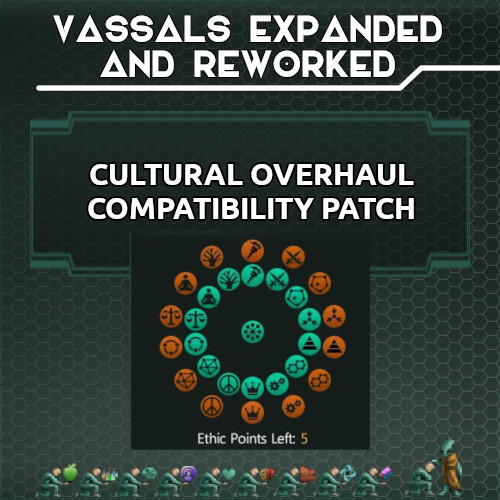 VASSALS EXPANDED
AND REWORKED
CULTURAL OVERHAUL
COMPATIBILITY PATCH
Ethic Points Left: 5